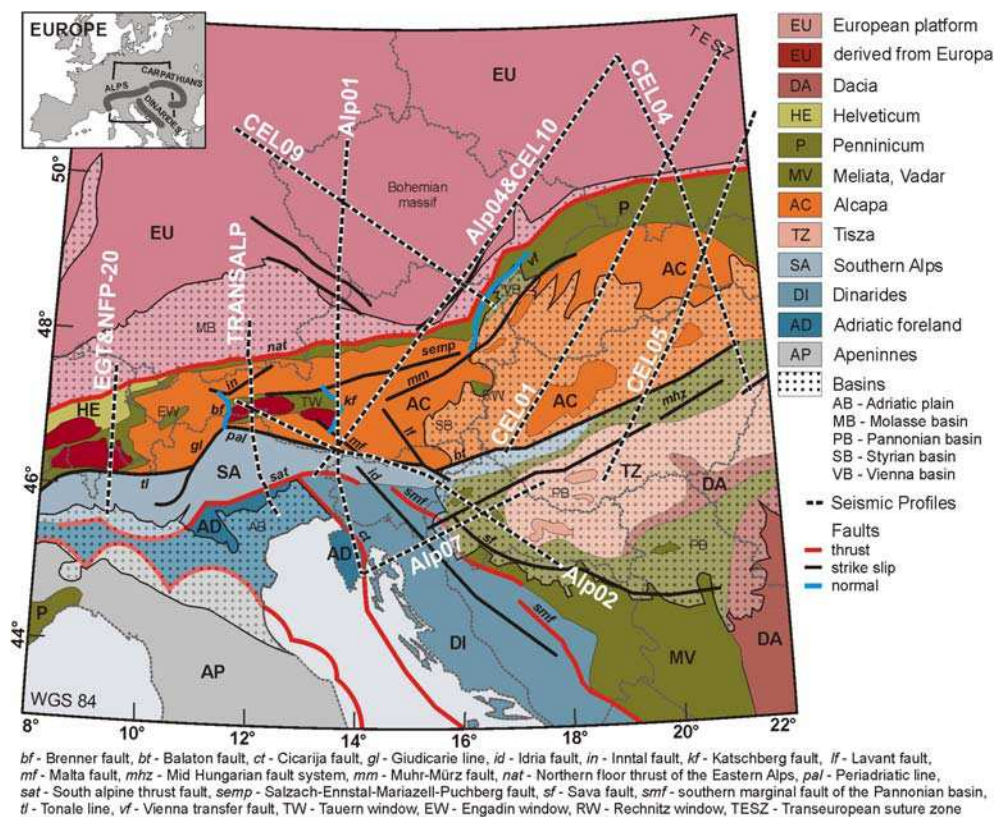 EUROPE
CARPATHIANS
ALPS
DINARIDES
TESZ
EU
CEL04
Alp01
CEL09
50°
Bohemian
massif
Alp04&CEL10
P
EU
TRANSALP
EGT&NFP-20
vf
VB
AC
48°
MB
nat
semp
mm
in
HE
EW
bf
TW
kf
AC
SB
RW
CEL01
AC
CEL05
mhz
gl
pal
mf
lf
bt
46°
tl
SA
sat
id
smf
TZ
DA
PB
AD
AB
ct
AD
Alp07
sf
PB
Alp02
44°
P
smf
DI
AP
MV
DA
WGS 84
8° 10° 12° 14° 16° 18° 20° 22°
EU European platform
EU derived from Europa
DA Dacia
HE Helveticum
P Penninicum
MV Meliata, Vadar
AC Alcapa
TZ Tisza
SA Southern Alps
DI Dinarides
AD Adriatic foreland
AP Apeninnes
Basins
AB - Adriatic plain
MB - Molasse basin
PB - Pannonian basin
SB - Styrian basin
VB - Vienna basin
Seismic Profiles
Faults
thrust
strike slip
normal
bf - Brenner fault, bt - Balaton fault, ct - Cicarija fault, gl - Giudicarie line, id - Idria fault, in - Inntal fault, kf - Katschberg fault, lf - Lavant fault,
mf - Malta fault, mhz - Mid Hungarian fault system, mm - Muhr-Mürz fault, nat - Northern floor thrust of the Eastern Alps, pal - Periadriatic line,
sat - South alpine thrust fault, semp - Salzach-Ennstal-Mariazell-Puchberg fault, sf - Sava fault, smf - southern marginal fault of the Pannonian basin,
tl - Tonale line, vf - Vienna transfer fault, TW - Tauern window, EW - Engadin window, RW - Rechnitz window, TESZ - Transeuropean suture zone